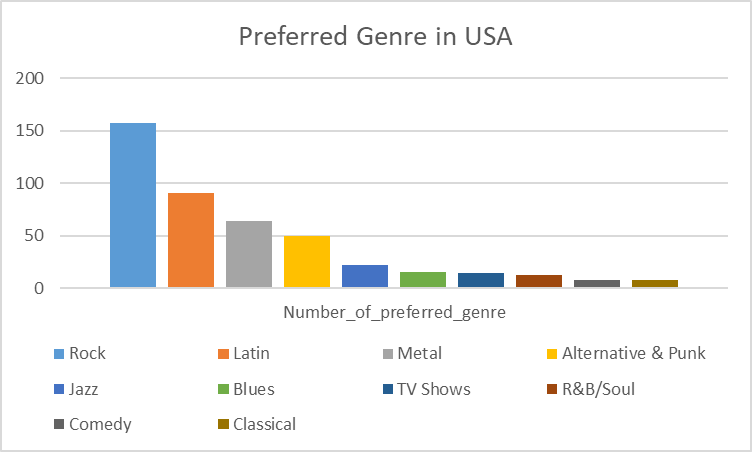 Preferred Genre in USA
200
150
100
50
0
Number_of_preferred_genre
Rock Latin Metal Alternative & Punk
Jazz Blues TV Shows R&B/Soul
Comedy Classical